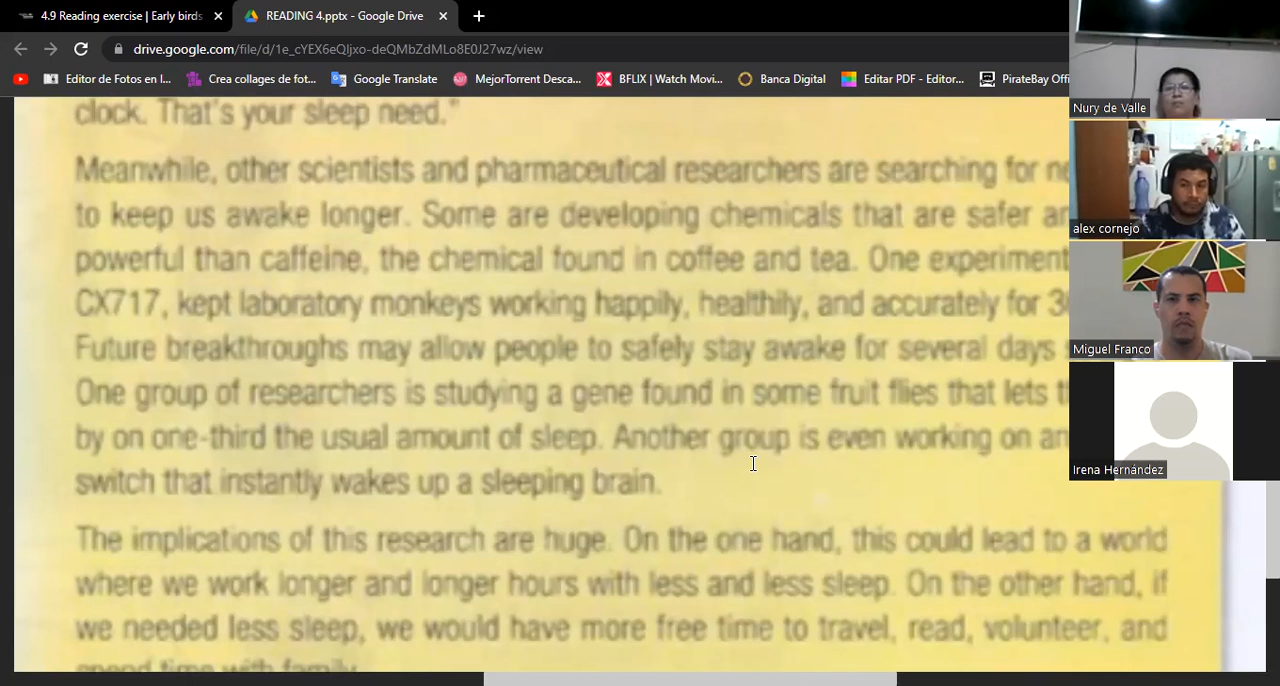 4.9 Reading exercise | Early birds
READING 4.pptx - Google Drive
drive.google.com/file/d/1e_cYEX6eQIjxo-deQMbZdMLo8E0J27wz/view
Editor de Fotos en l...
Crea collages de fot...
Google Translate
MejorTorrent Desca...
BFLIX | Watch Movi...
Banca Digital
Editar PDF - Editor...
PirateBay Ofi
clock. That's your sleep need."
Meanwhile, other scientists and pharmaceutical researchers are searching for
to keep us awake longer. Some are developing chemicals that are safer
powerful than caffeine, the chemical found in coffee and tea. One experiment
CX717, kept laboratory monkeys working happily, healthily, and accurately for
Future breakthroughs may allow people to safely stay awake for several days
One group of researchers is studying a gene found in some fruit flies that lets
by on one-third the usual amount of sleep. Another group is even working on
switch that instantly wakes up a sleeping brain.
The implications of this research are huge. On the one hand, this could lead to a world
where we work longer and longer hours with less and less sleep. On the other hand, if
we needed less sleep, we would have more free time to travel, read, volunteer, and
spend time with family.
Nury de Valle
alex cornejo
Miguel Franco
Irena Hernández